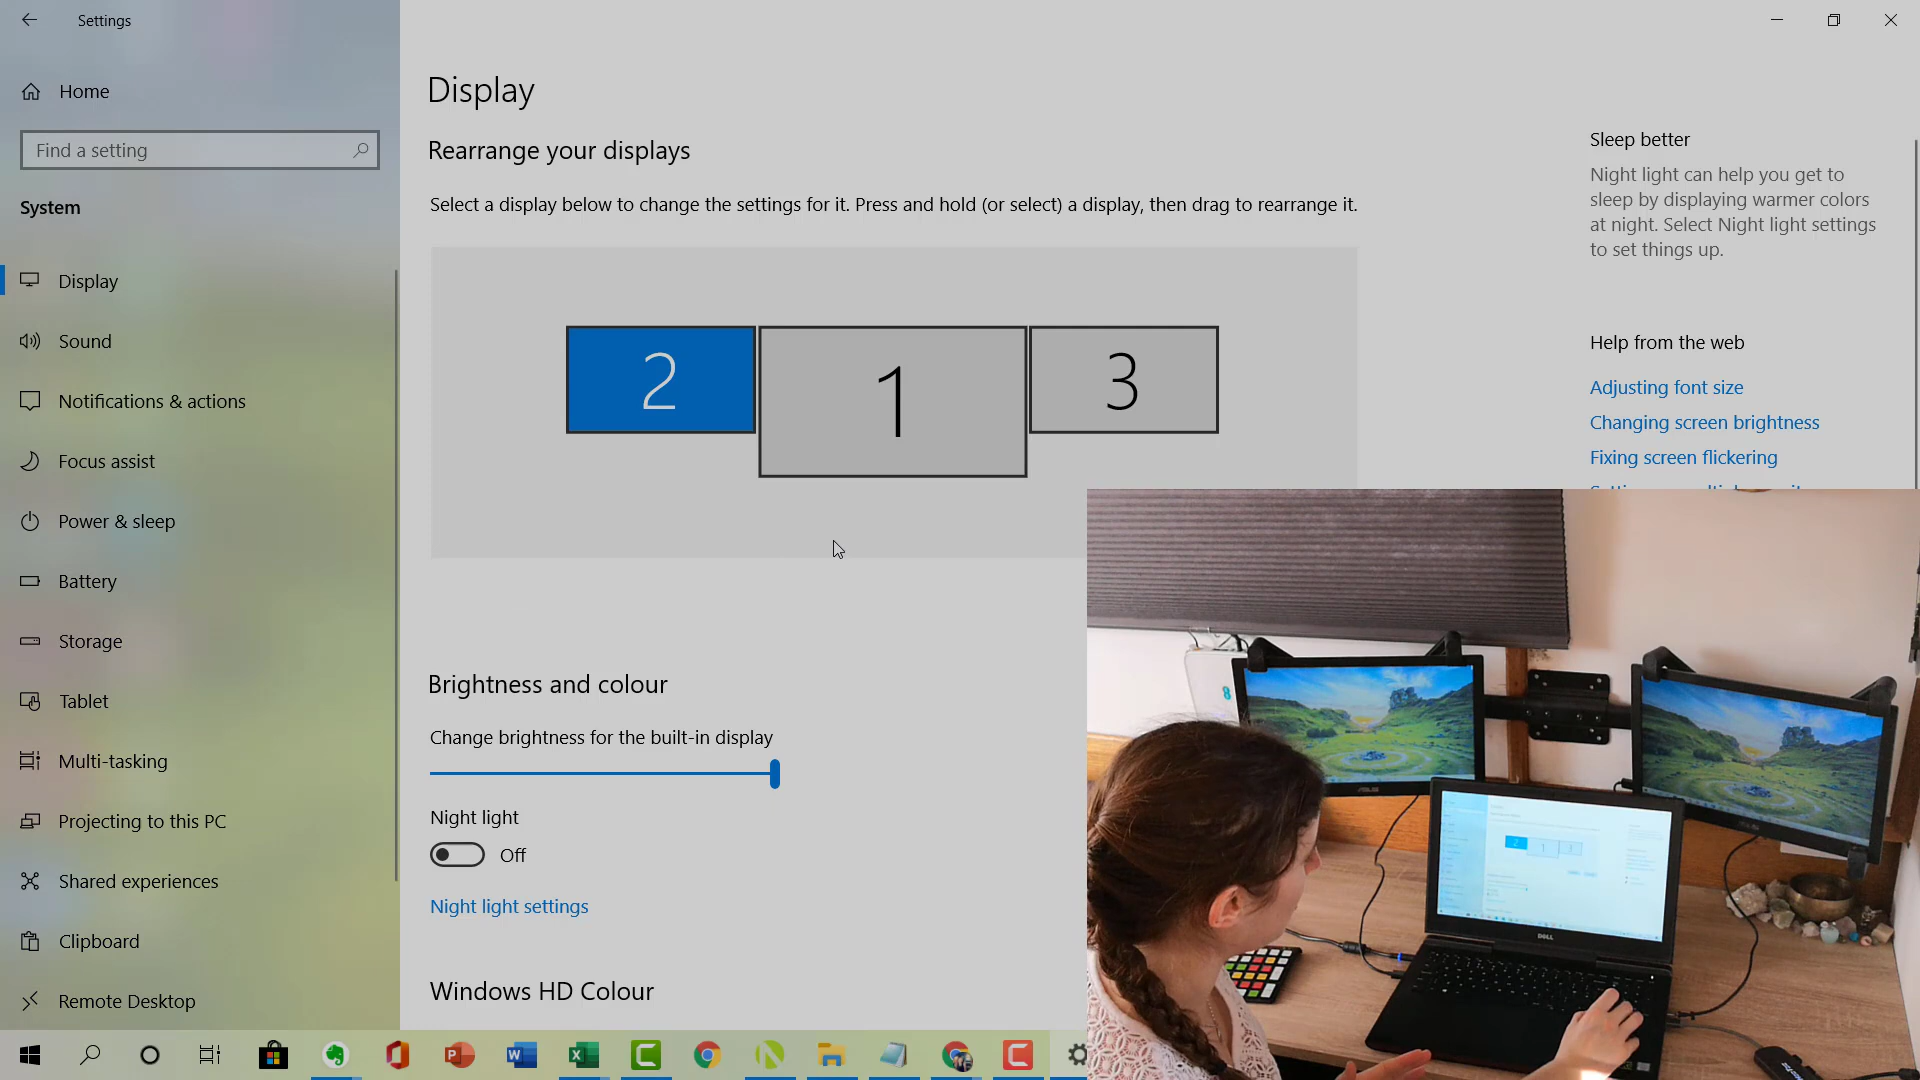 Settings
Home
Find a setting
System
Display
Sound
Notifications & actions
Focus assist
Power & sleep
Battery
Storage
Tablet
Multi-tasking
Projecting to this PC
Shared experiences
Clipboard
Remote Desktop
Display
Rearrange your displays
Select a display below to change the settings for it. Press and hold (or select) a display, then drag to rearrange it.
2
1
3
Brightness and colour
Change brightness for the built-in display
Night light
Off
Night light settings
Windows HD Colour
Sleep better
Night light can help you get to
sleep by displaying warmer colors
at night. Select Night light settings
to set things up.
Help from the web
Adjusting font size
Changing screen brightness
Fixing screen flickering
DELL
2
1
3